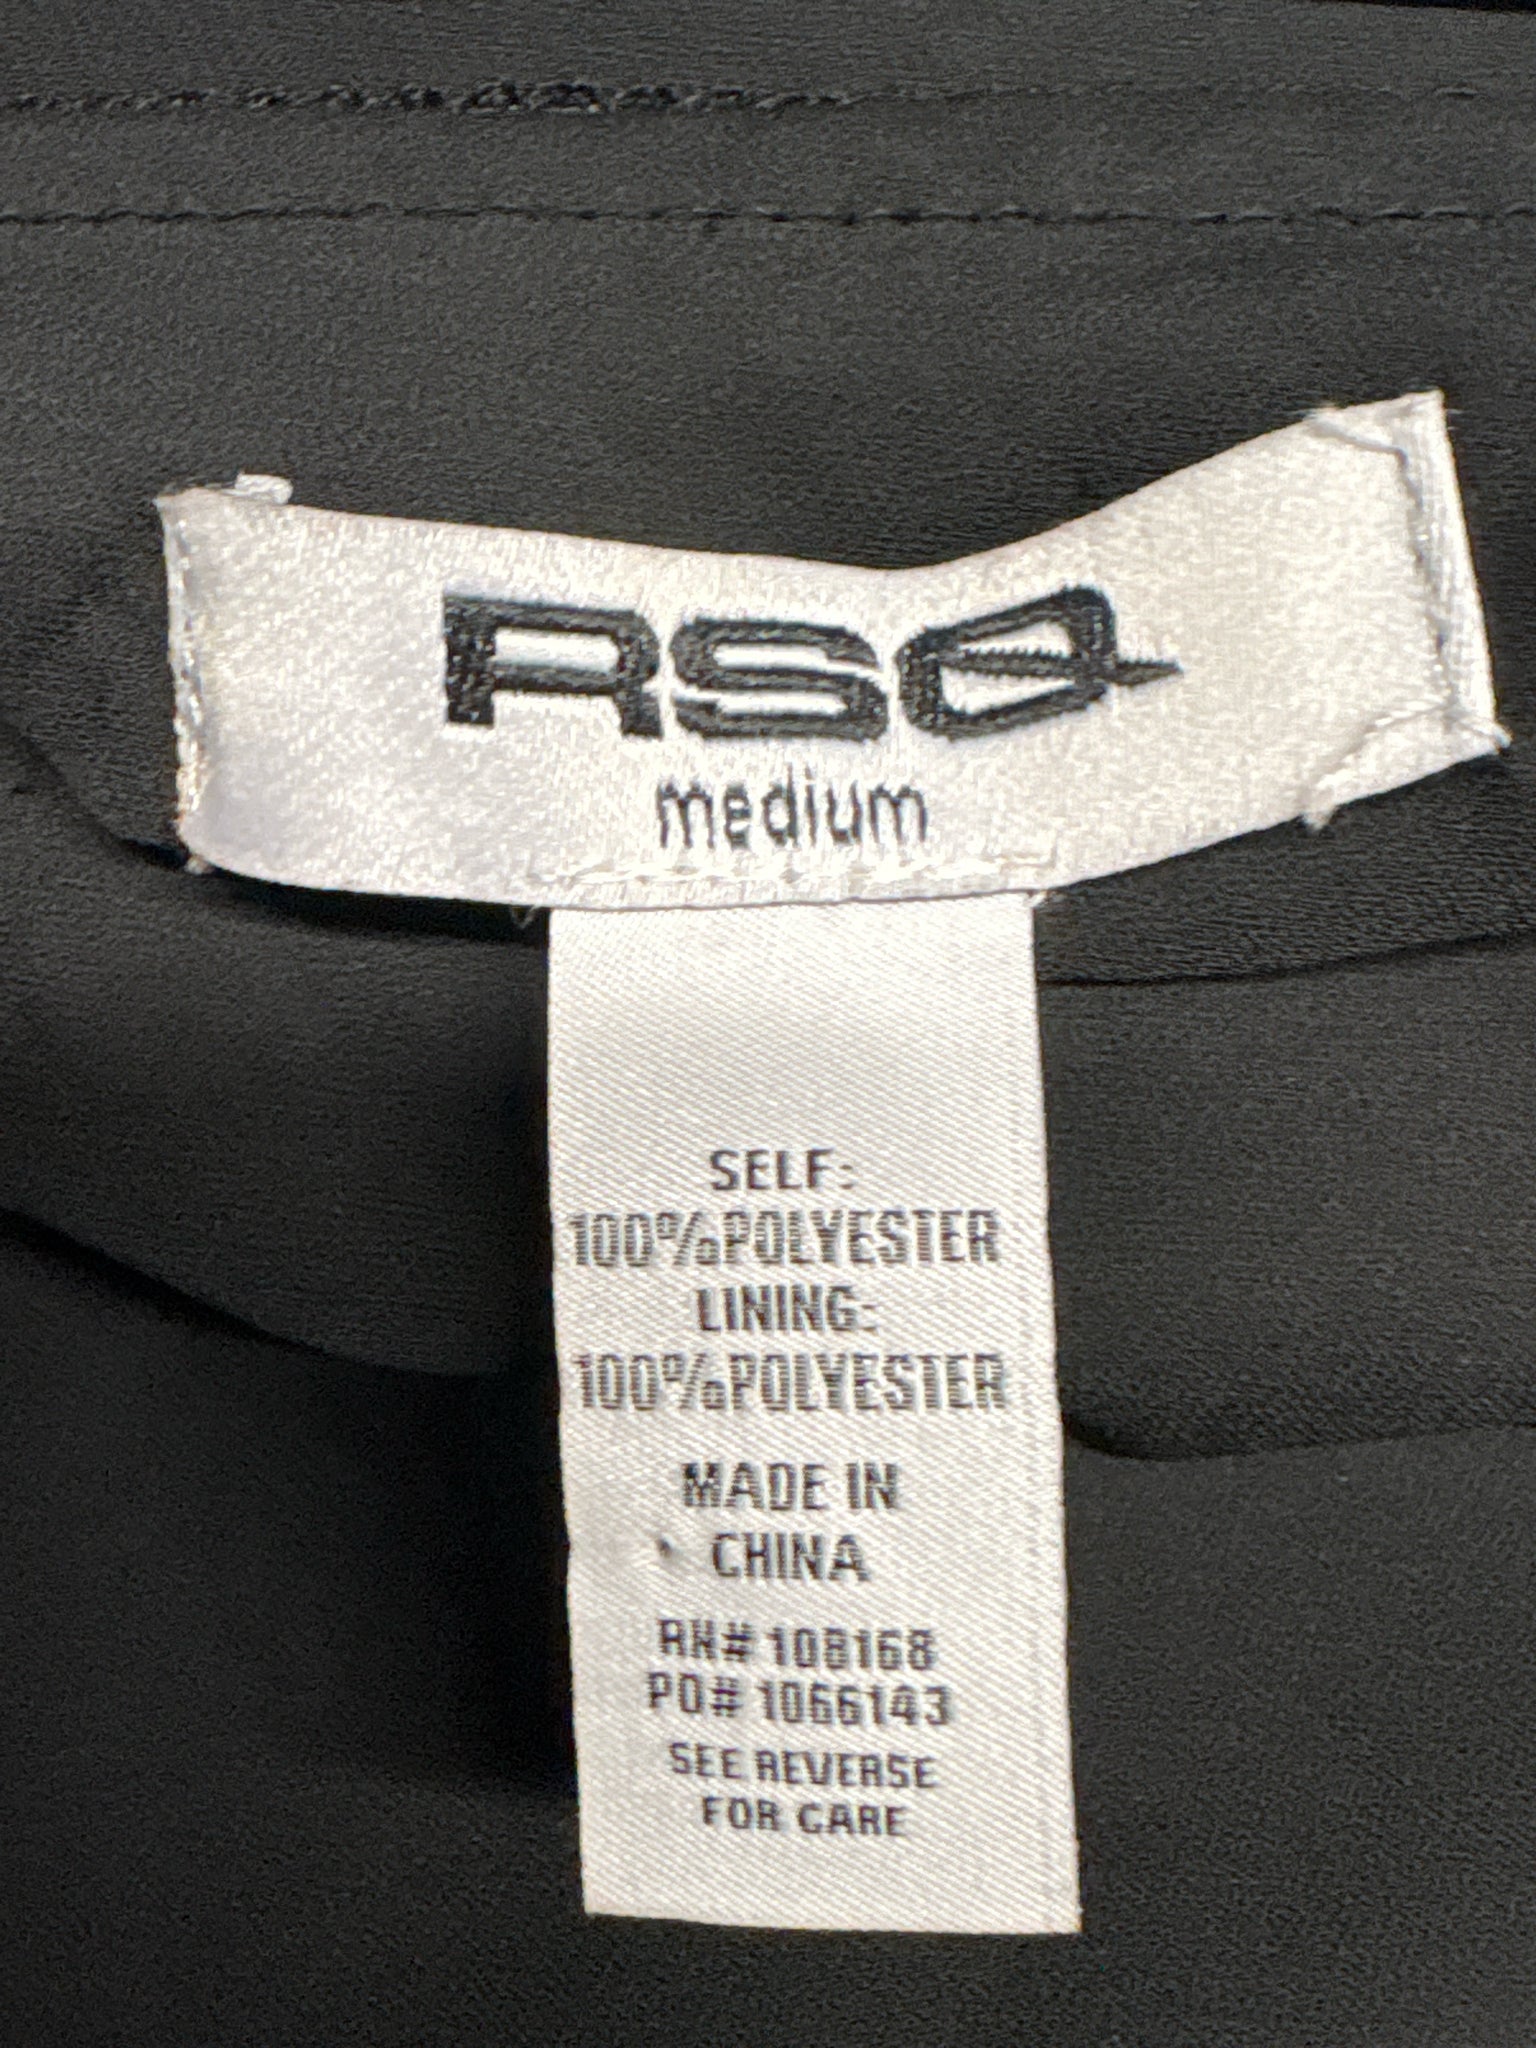 RSQ
medium
SELF:
100%POLYESTER
LINING:
100%POLYESTER
MADE IN
CHINA
RN# 108168
PO# 1066143
SEE REVERSE
FOR CARE